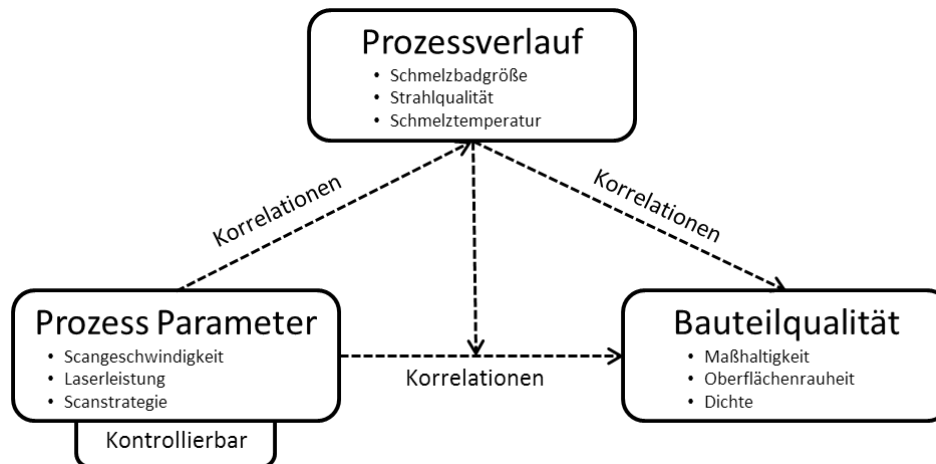 Prozessverlauf
• Schmelzbadgröße
• Strahlqualität
• Schmelztemperatur
Korrelationen
Korrelationen
Prozess Parameter
• Scangeschwindigkeit
• Laserleistung
• Scanstrategie
Kontrollierbar
Korrelationen
Bauteilqualität
• Maßhaltigkeit
• Oberflächenrauheit
• Dichte